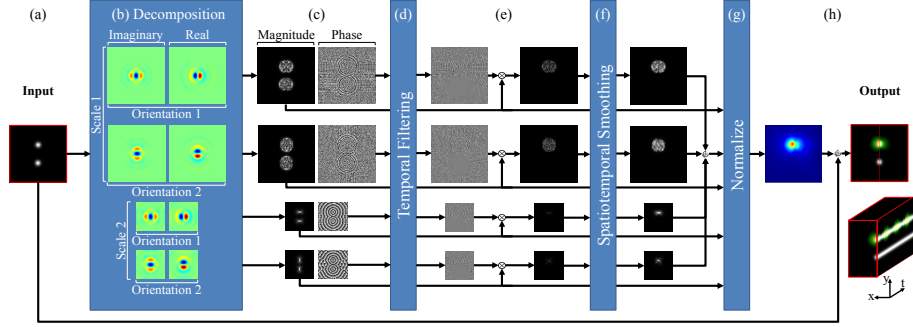 (a)
(b) Decomposition
(c)
(d)
(e)
(f)
(g)
(h)
Imaginary
Real
Magnitude
Phase
Input
Output
Scale 1
Orientation 1
Orientation 2
Scale 2
Orientation 1
Orientation 2
Temporal Filtering
Spatiotemporal Smoothing
Normalize
y
t
x